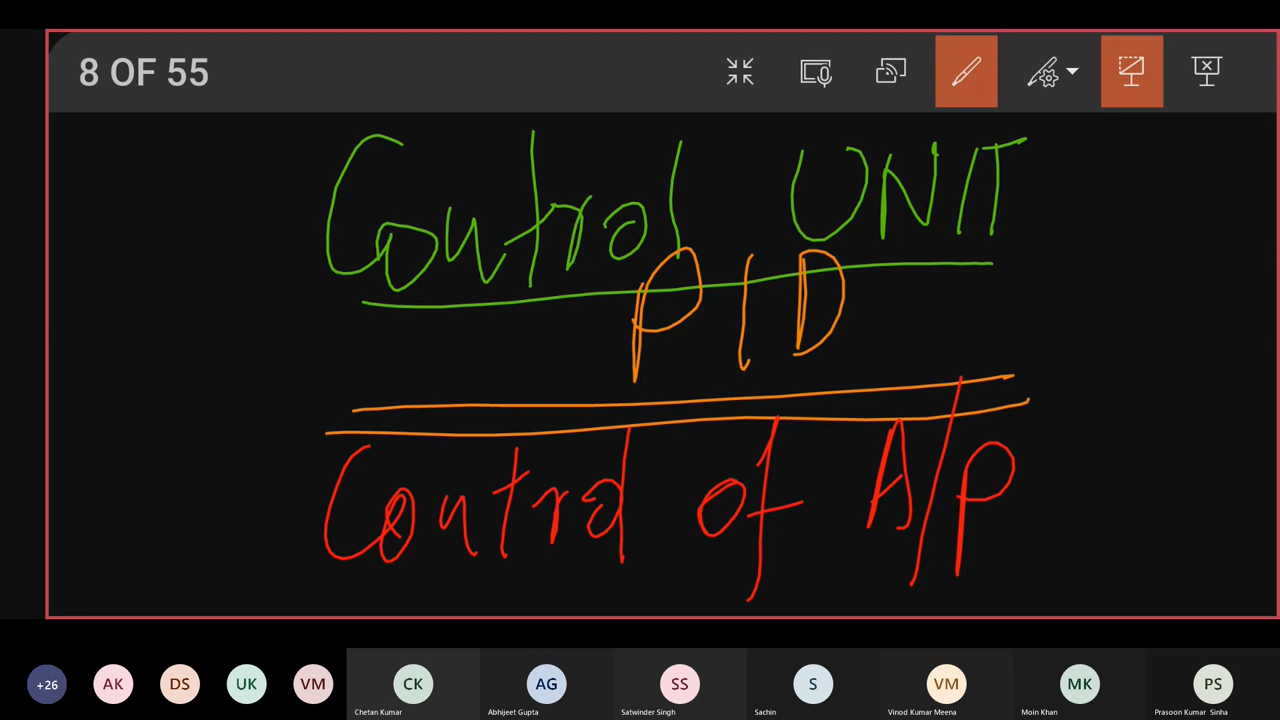 8 OF 55
Control UNIT
PID
Control of A/P
+26 AK DS UK VM CK AG SS S VM MK PS
Chetan Kumar Abhijeet Gupta Satwinder Singh Sachin Vinod Kumar Meena Moin Khan Prasoon Kumar Sinha